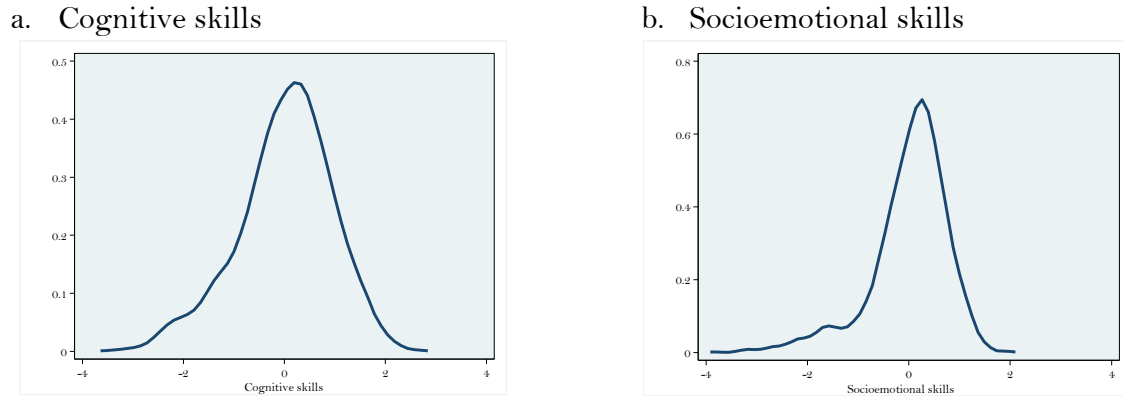 a. Cognitive skills
0.5
0.4
0.3
0.2
0.1
0
-4 -2 0 2 4
Cognitive skills
b. Socioemotional skills
0.8
0.6
0.4
0.2
0
-4 -2 0 2 4
Socioemotional skills